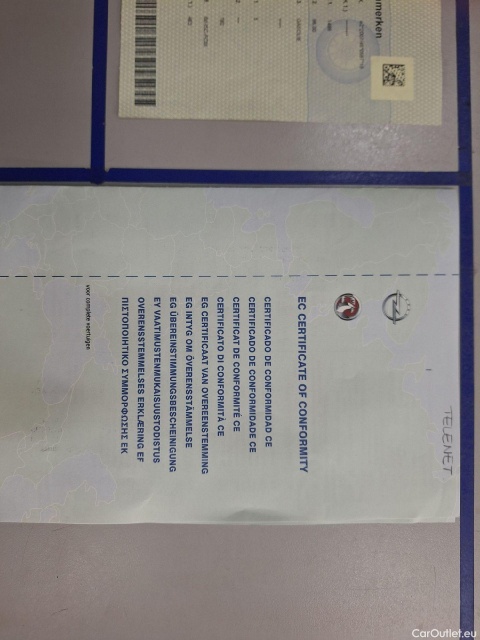 merken
TELENET
EC CERTIFICATE OF CONFORMITY
CERTIFICADO DE CONFORMIDAD CE
CERTIFICADO DE CONFORMIDADE CE
CERTIFICAT DE CONFORMITÉ CE
CERTIFICATO DI CONFORMITÀ CE
EG CERTIFICAAT VAN OVEREENSTEMMING
EG INTYG OM ÖVERENSSTÄMMELSE
EG ÜBEREINSTIMMUNGSBESCHEINIGUNG
EY VAATIMUSTENMUKAISUUSTODISTUS
OVERENSSTEMMELSES ERKLÆRING EF
ΠΙΣΤΟΠΟΙΗΤΙΚΟ ΣΥΜΜΟΡΦΩΣΗΣ ΕΚ
voor complete voertuigen
CarOutlet.eu